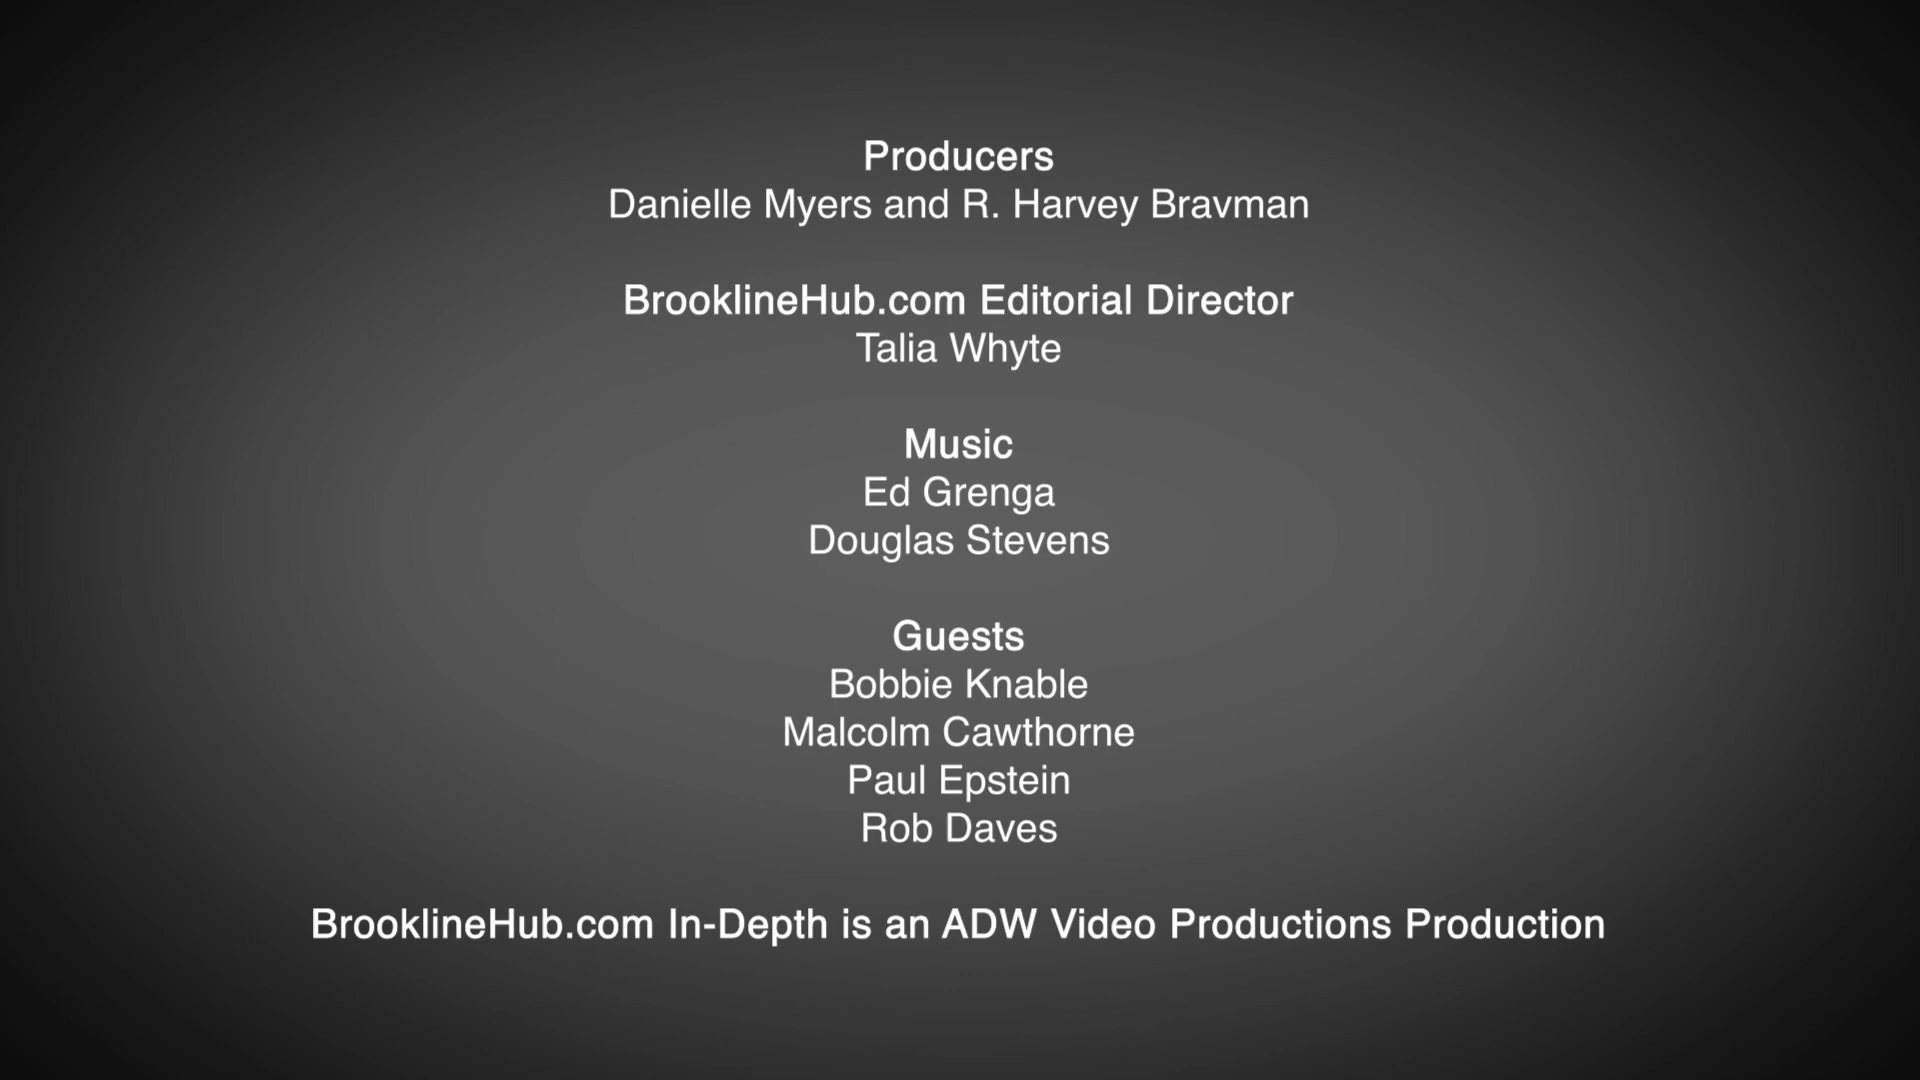 Producers
Danielle Myers and R. Harvey Bravman
BrooklineHub.com Editorial Director
Talia Whyte
Music
Ed Grenga
Douglas Stevens
Guests
Bobbie Knable
Malcolm Cawthorne
Paul Epstein
Rob Daves
BrooklineHub.com In-Depth is an ADW Video Productions Production